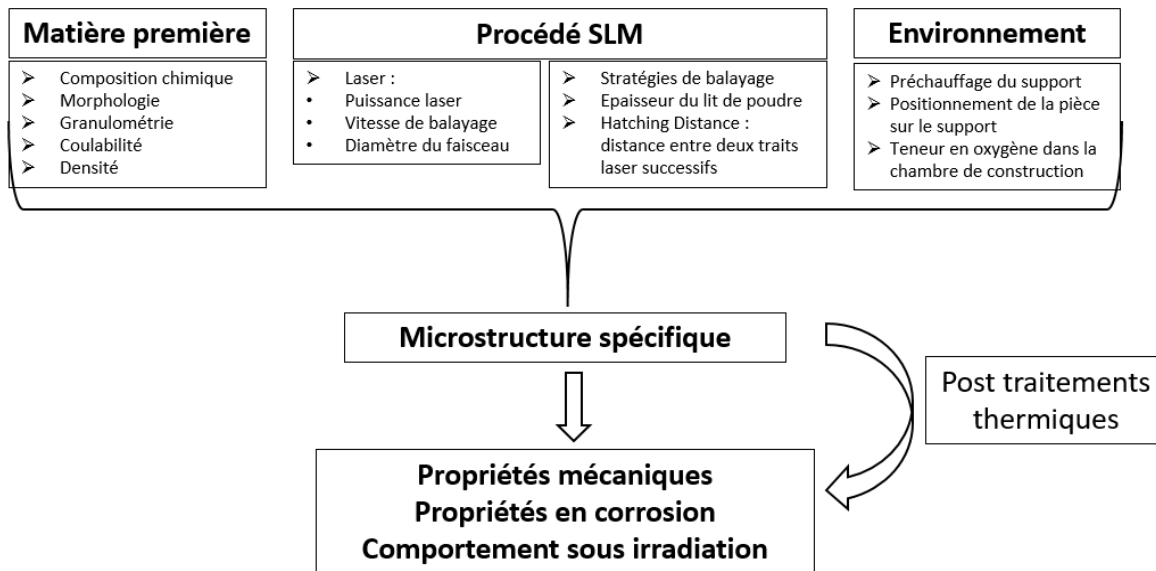 Matière première
➢ Composition chimique
➢ Morphologie
➢ Granulométrie
➢ Coulabilité
➢ Densité
Procédé SLM
➢ Laser :
• Puissance laser
• Vitesse de balayage
• Diamètre du faisceau
➢ Stratégies de balayage
➢ Epaisseur du lit de poudre
➢ Hatching Distance :
distance entre deux traits
laser successifs
Environnement
➢ Préchauffage du support
➢ Positionnement de la pièce
sur le support
➢ Teneur en oxygène dans la
chambre de construction
Microstructure spécifique
Post traitements
thermiques
Propriétés mécaniques
Propriétés en corrosion
Comportement sous irradiation